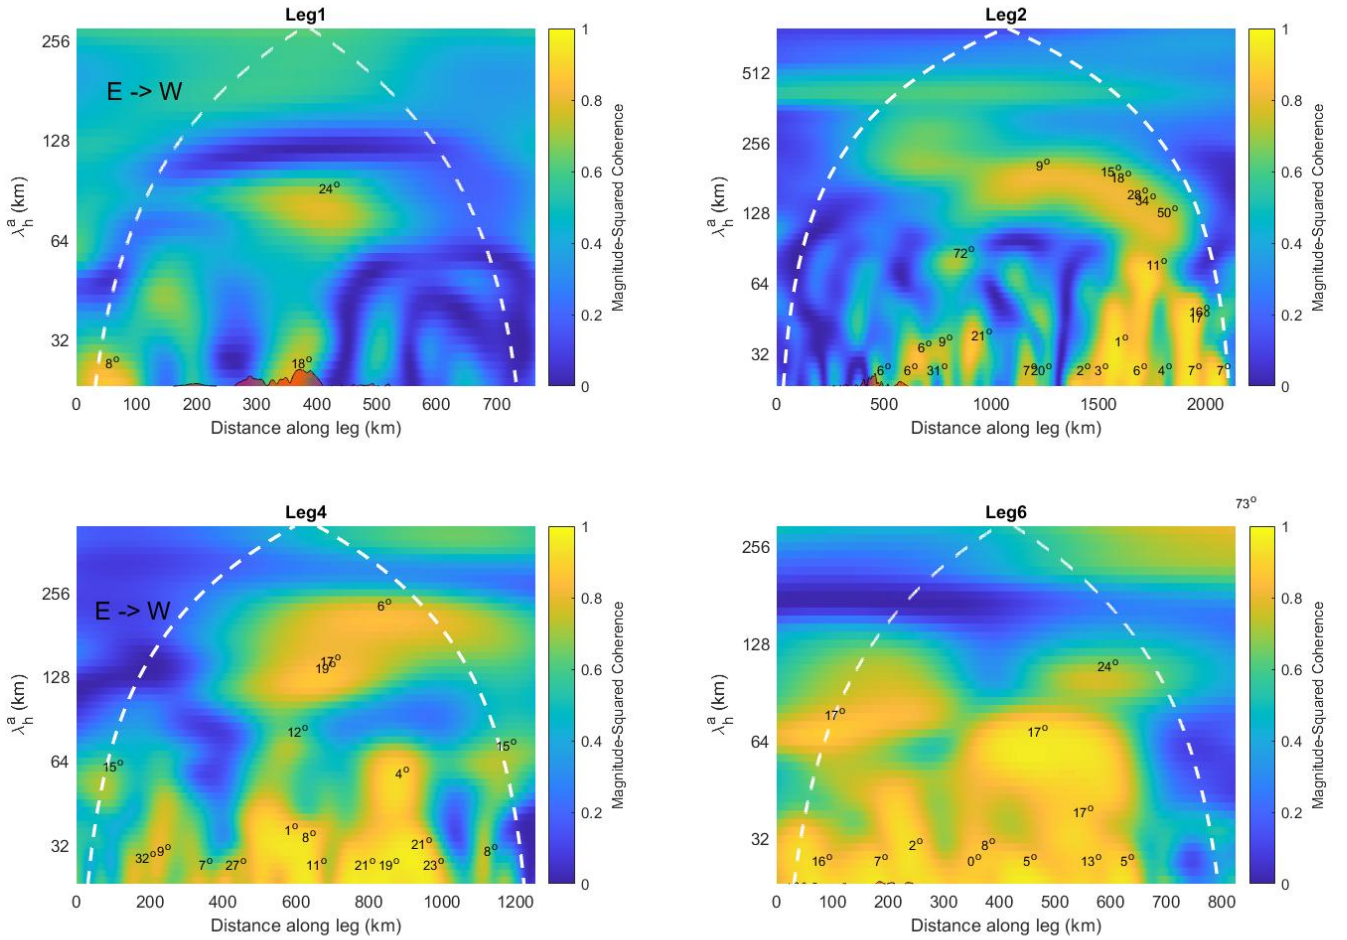 Leg1
256
128
64
32
λₕᵃ (km)
E -> W
24°
8°
18°
0 100 200 300 400 500 600 700
Distance along leg (km)
1
0.8
0.6
0.4
0.2
0
Magnitude-Squared Coherence
Leg2
512
256
128
64
32
λₕᵃ (km)
9°
15°
18°
28°
34°
50°
72°
11°
16°
17°
21°
9°
6°
1°
6° 6° 31° 7° 20° 2° 3° 6° 4° 7° 7°
0 500 1000 1500 2000
Distance along leg (km)
1
0.8
0.6
0.4
0.2
0
Magnitude-Squared Coherence
Leg4
256
128
64
32
λₕᵃ (km)
E -> W
6°
17°
19°
12°
15°
15°
4°
1°
8°
21°
32° 9° 7° 27° 11° 21° 19° 23° 8°
0 200 400 600 800 1000 1200
Distance along leg (km)
1
0.8
0.6
0.4
0.2
0
Magnitude-Squared Coherence
Leg6
73°
256
128
64
32
λₕᵃ (km)
24°
17°
17°
17°
2° 8°
16° 7° 0° 5° 13° 5°
0 100 200 300 400 500 600 700 800
Distance along leg (km)
1
0.8
0.6
0.4
0.2
0
Magnitude-Squared Coherence